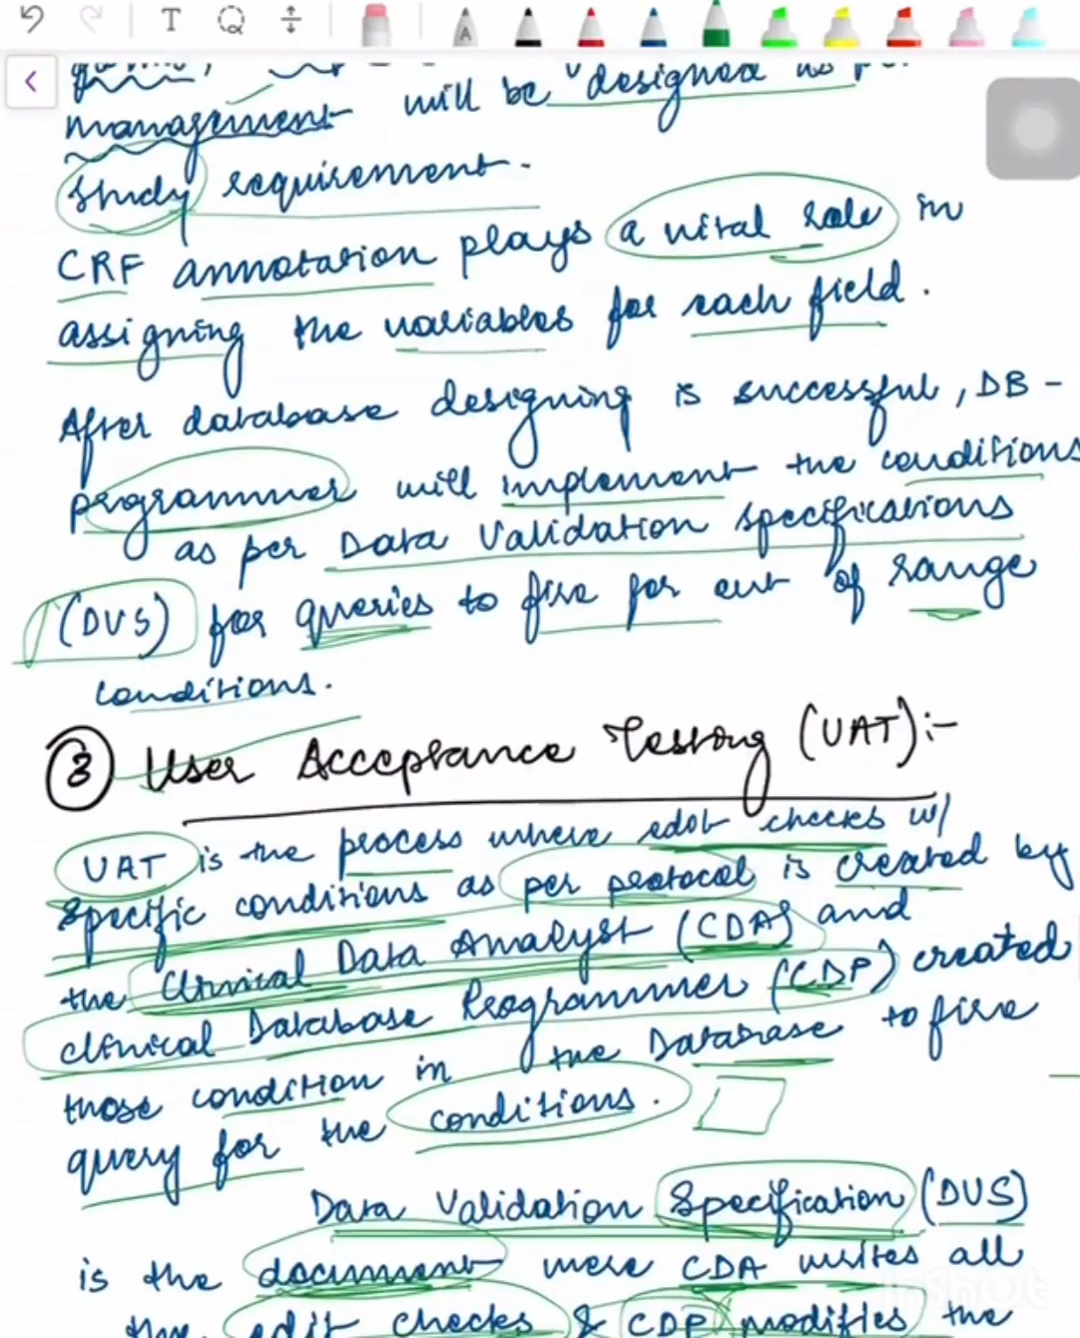 T
A
management will be designed as per
study requirement.
CRF annotation plays a vital role in
assigning the variables for each field.
After database designing is successful, DB-
programmer will implement the conditions
as per Data Validation specifications
(DVS) for queries to fire for out of range
conditions.
③ User Acceptance Testing (UAT):-
UAT is the process where edit checks w/
specific conditions as per protocol is created by
the Clinical Data Analyst (CDA) and
clinical Database Programmer (CDP) created
those condition in the Database to fire
query for the conditions.
Data Validation Specification (DVS)
is the document were CDA writes all
the edit checks & CDP modifies the
InShOt